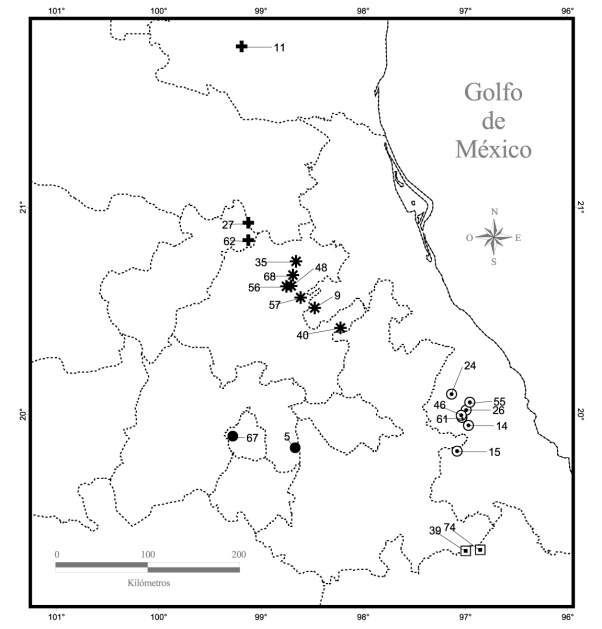 101° 100° 99° 98° 97° 96°
11
Golfo
de
México
21° 21°
N
O E
S
27
62
35
68 48
56
57 9
40
24
46 55
26
61 14
20° 20°
67 5
15
39 74
0 100 200
Kilómetros
101° 100° 99° 98° 97° 96°